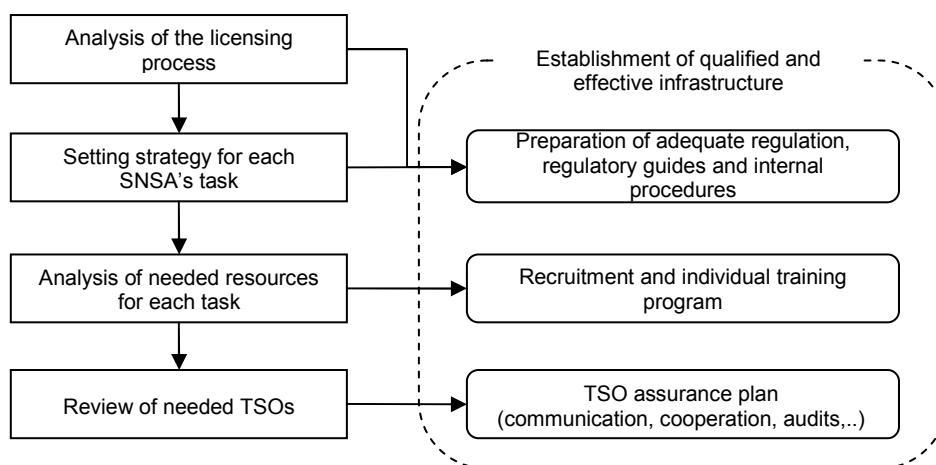 Analysis of the licensing
process
Establishment of qualified and
effective infrastructure
Setting strategy for each
SNSA's task
Preparation of adequate regulation,
regulatory guides and internal
procedures
Analysis of needed resources
for each task
Recruitment and individual training
program
Review of needed TSOs
TSO assurance plan
(communication, cooperation, audits,..)